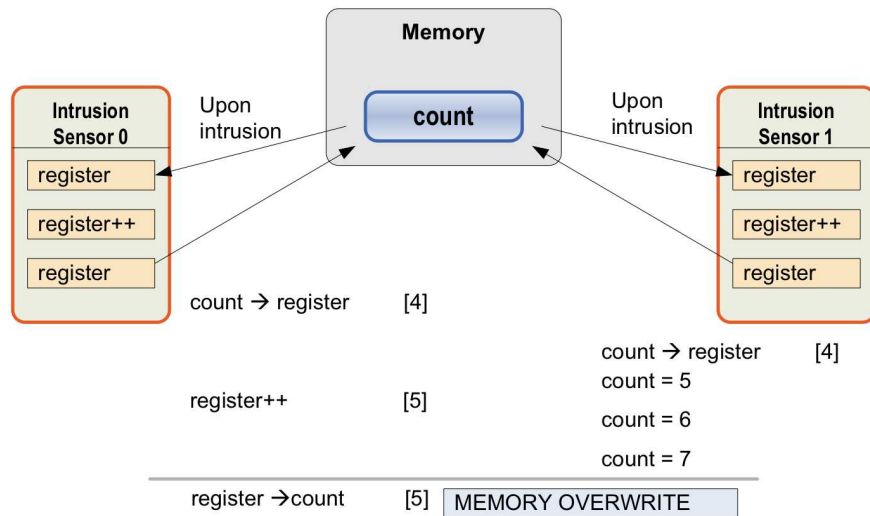 Memory
count
Upon
intrusion
Upon
intrusion
Intrusion
Sensor 0
register
register++
register
Intrusion
Sensor 1
register
register++
register
count → register [4]
count → register [4]
count = 5
register++ [5]
count = 6
count = 7
register →count [5] MEMORY OVERWRITE